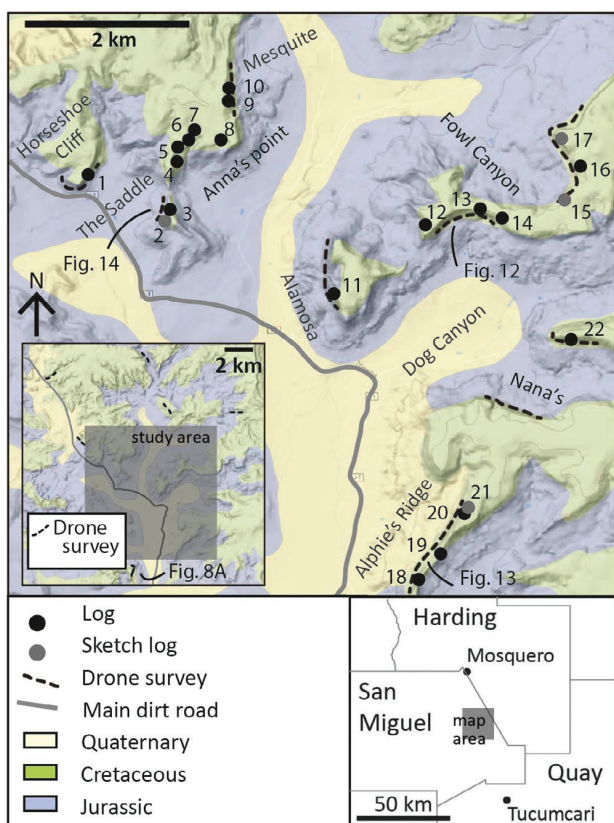 2 km
Mesquite
10
9
Horseshoe
Cliff
7
6
8
5
4
Anna's point
1
The Saddle
3
2
Fig. 14
N
Fowl Canyon
17
16
13
15
12
14
Fig. 12
Alamosa
11
Dog Canyon
22
Nana's
Alphie's Ridge
21
20
19
18
Fig. 13
2 km
study area
Drone
survey
Fig. 8A
Log
Sketch log
Drone survey
Main dirt road
Quaternary
Cretaceous
Jurassic
Harding
Mosquero
San
Miguel
map
area
Quay
50 km
Tucumcari